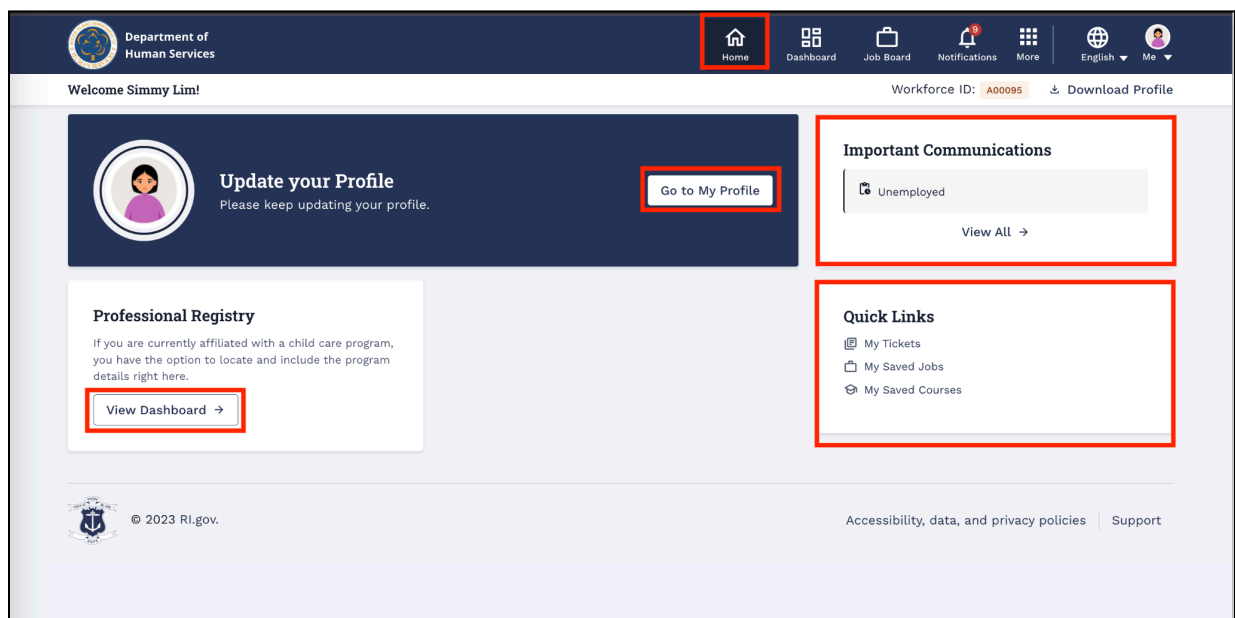 Department of
Human Services
Home
Dashboard
Job Board
9
Notifications
More
English
Me
Welcome Simmy Lim!
Workforce ID: A00095
Download Profile
Update your Profile
Please keep updating your profile.
Go to My Profile
Important Communications
Unemployed
View All →
Professional Registry
If you are currently affiliated with a child care program,
you have the option to locate and include the program
details right here.
View Dashboard →
Quick Links
My Tickets
My Saved Jobs
My Saved Courses
© 2023 RI.gov.
Accessibility, data, and privacy policies
Support